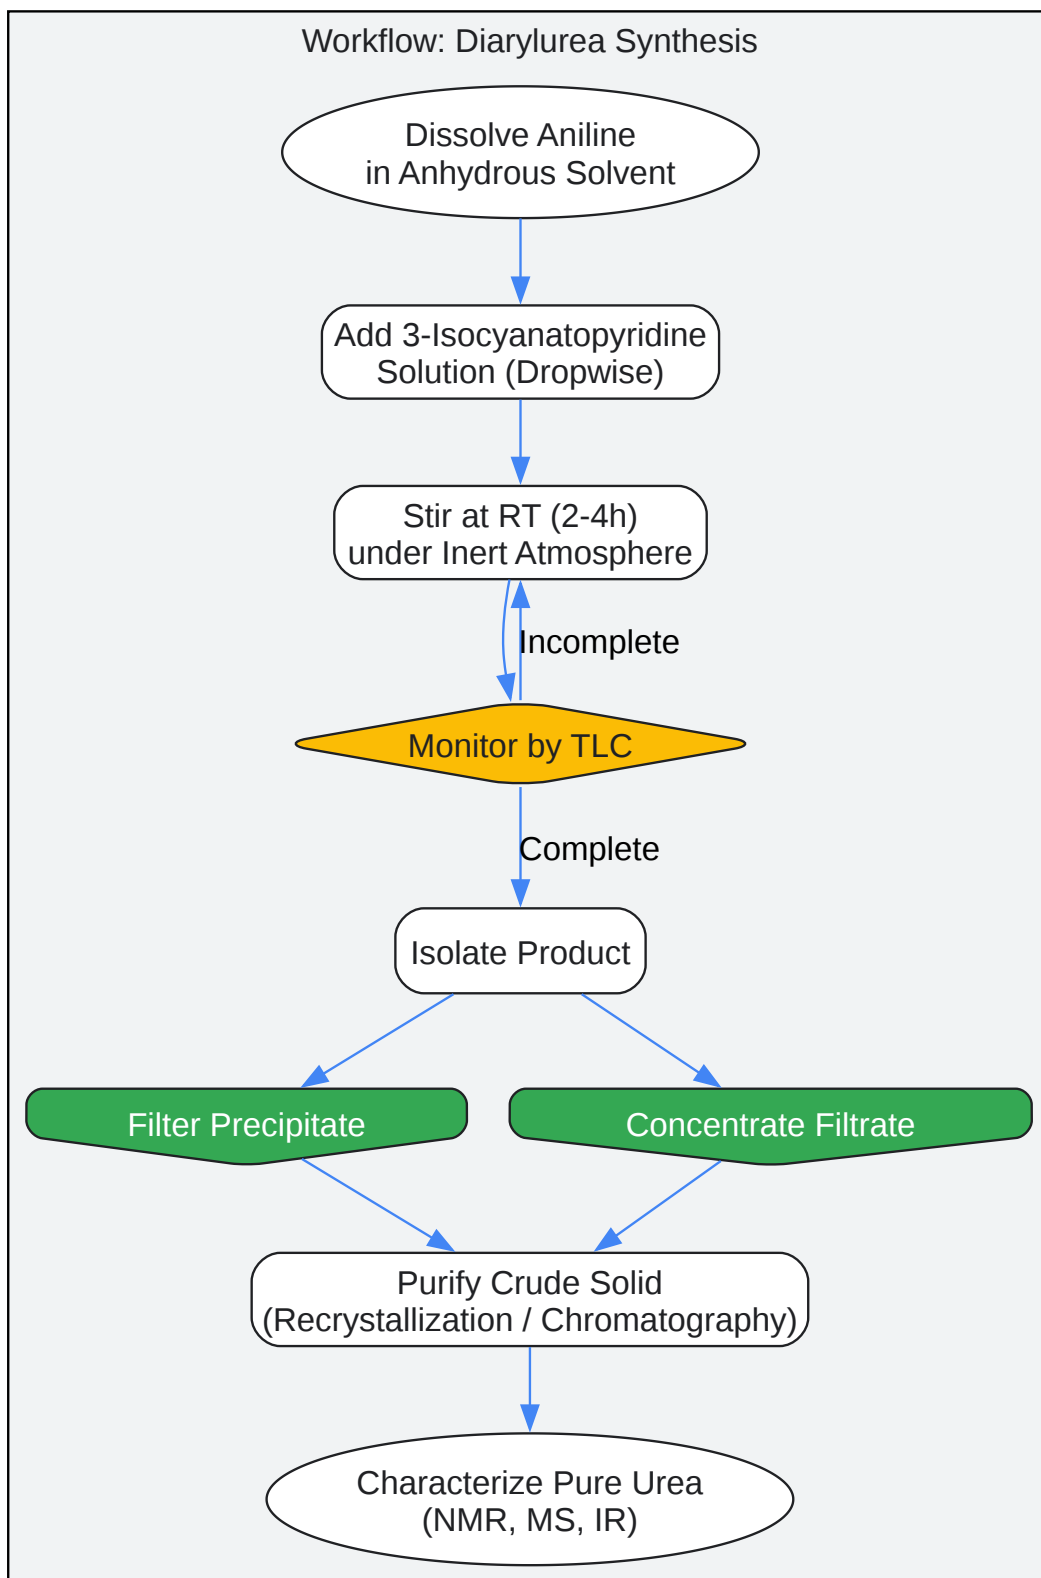 Workflow: Diarylurea Synthesis
Dissolve Aniline
in Anhydrous Solvent
Add 3-Isocyanatopyridine
Solution (Dropwise)
Stir at RT (2-4h)
under Inert Atmosphere
Incomplete
Monitor by TLC
Complete
Isolate Product
Filter Precipitate
Concentrate Filtrate
Purify Crude Solid
(Recrystallization / Chromatography)
Characterize Pure Urea
(NMR, MS, IR)